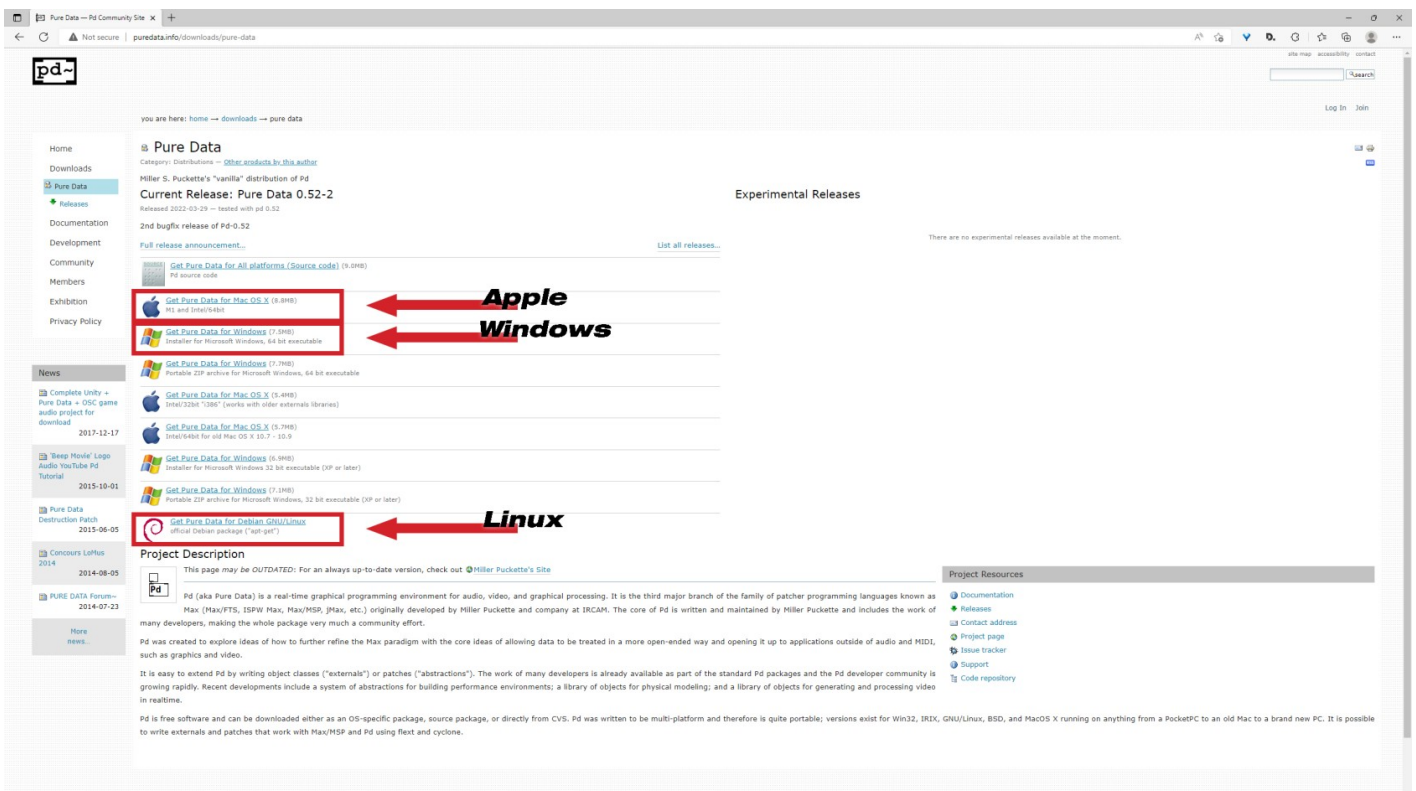 Pure Data — Pd Community Site
Not secure | puredata.info/downloads/pure-data
site map accessibility contact
pd~
search
Log In Join
you are here: home → downloads → pure data
Home
Downloads
Pure Data
Releases
Documentation
Development
Community
Members
Exhibition
Privacy Policy
News
Complete Unity +
Pure Data + OSC game
audio project for
download
2017-12-17
'Beep Movie' Logo
Audio YouTube Pd
Tutorial
2015-10-01
Pure Data
Destruction Patch
2015-06-05
Concours LoMus
2014
2014-08-05
PURE DATA Forum~
2014-07-23
More
news...
Pure Data
Category: Distributions — Other products by this author
Miller S. Puckette's "vanilla" distribution of Pd
Current Release: Pure Data 0.52-2
Released 2022-03-29 — tested with pd 0.52
2nd bugfix release of Pd-0.52
Full release announcement...
List all releases...
Experimental Releases
There are no experimental releases available at the moment.
Get Pure Data for All platforms (Source code) (9.0MB)
Pd source code
Get Pure Data for Mac OS X (8.8MB)
M1 and Intel/64bit
Apple
Get Pure Data for Windows (7.5MB)
Installer for Microsoft Windows, 64 bit executable
Windows
Get Pure Data for Windows (7.7MB)
Portable ZIP archive for Microsoft Windows, 64 bit executable
Get Pure Data for Mac OS X (5.4MB)
Intel/32bit "i386" (works with older externals libraries)
Get Pure Data for Mac OS X (5.7MB)
Intel/64bit for old Mac OS X 10.7 - 10.9
Get Pure Data for Windows (6.9MB)
Installer for Microsoft Windows 32 bit executable (XP or later)
Get Pure Data for Windows (7.1MB)
Portable ZIP archive for Microsoft Windows, 32 bit executable (XP or later)
Get Pure Data for Debian GNU/Linux
official Debian package ("apt-get")
Linux
Project Description
Pd
This page may be OUTDATED: For an always up-to-date version, check out Miller Puckette's Site
Pd (aka Pure Data) is a real-time graphical programming environment for audio, video, and graphical processing. It is the third major branch of the family of patcher programming languages known as
Max (Max/FTS, ISPW Max, Max/MSP, jMax, etc.) originally developed by Miller Puckette and company at IRCAM. The core of Pd is written and maintained by Miller Puckette and includes the work of
many developers, making the whole package very much a community effort.
Pd was created to explore ideas of how to further refine the Max paradigm with the core ideas of allowing data to be treated in a more open-ended way and opening it up to applications outside of audio and MIDI,
such as graphics and video.
It is easy to extend Pd by writing object classes ("externals") or patches ("abstractions"). The work of many developers is already available as part of the standard Pd packages and the Pd developer community is
growing rapidly. Recent developments include a system of abstractions for building performance environments; a library of objects for physical modeling; and a library of objects for generating and processing video
in realtime.
Pd is free software and can be downloaded either as an OS-specific package, source package, or directly from CVS. Pd was written to be multi-platform and therefore is quite portable; versions exist for Win32, IRIX, GNU/Linux, BSD, and MacOS X running on anything from a PocketPC to an old Mac to a brand new PC. It is possible
to write externals and patches that work with Max/MSP and Pd using flext and cyclone.
Project Resources
Documentation
Releases
Contact address
Project page
Issue tracker
Support
Code repository